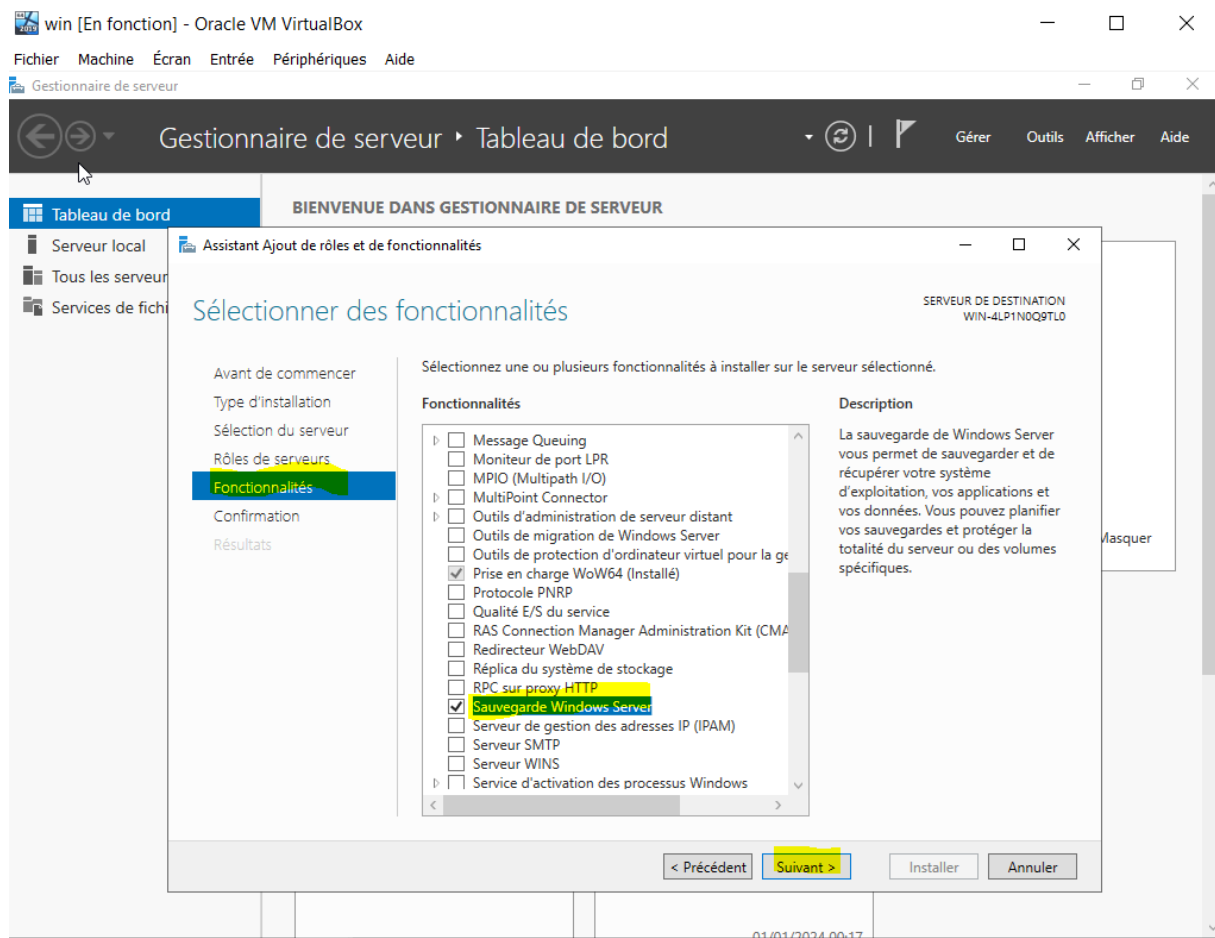 win [En fonction] - Oracle VM VirtualBox
Fichier Machine Écran Entrée Périphériques Aide
Gestionnaire de serveur
Gestionnaire de serveur Tableau de bord
Gérer Outils Afficher Aide
Tableau de bord
Serveur local
Tous les serveur
Services de fichi
BIENVENUE DANS GESTIONNAIRE DE SERVEUR
Assistant Ajout de rôles et de fonctionnalités
Sélectionner des fonctionnalités
SERVEUR DE DESTINATION
WIN-4LP1N0Q9TL0
Avant de commencer
Type d'installation
Sélection du serveur
Rôles de serveurs
Fonctionnalités
Confirmation
Résultats
Sélectionnez une ou plusieurs fonctionnalités à installer sur le serveur sélectionné.
Fonctionnalités
Message Queuing
Moniteur de port LPR
MPIO (Multipath I/O)
MultiPoint Connector
Outils d'administration de serveur distant
Outils de migration de Windows Server
Outils de protection d'ordinateur virtuel pour la ge
Prise en charge WoW64 (Installé)
Protocole PNRP
Qualité E/S du service
RAS Connection Manager Administration Kit (CMA
Redirecteur WebDAV
Réplica du système de stockage
RPC sur proxy HTTP
Sauvegarde Windows Server
Serveur de gestion des adresses IP (IPAM)
Serveur SMTP
Serveur WINS
Service d'activation des processus Windows
Description
La sauvegarde de Windows Server
vous permet de sauvegarder et de
récupérer votre système
d'exploitation, vos applications et
vos données. Vous pouvez planifier
vos sauvegardes et protéger la
totalité du serveur ou des volumes
spécifiques.
Masquer
< Précédent
Suivant >
Installer
Annuler
01/01/2024 00:17